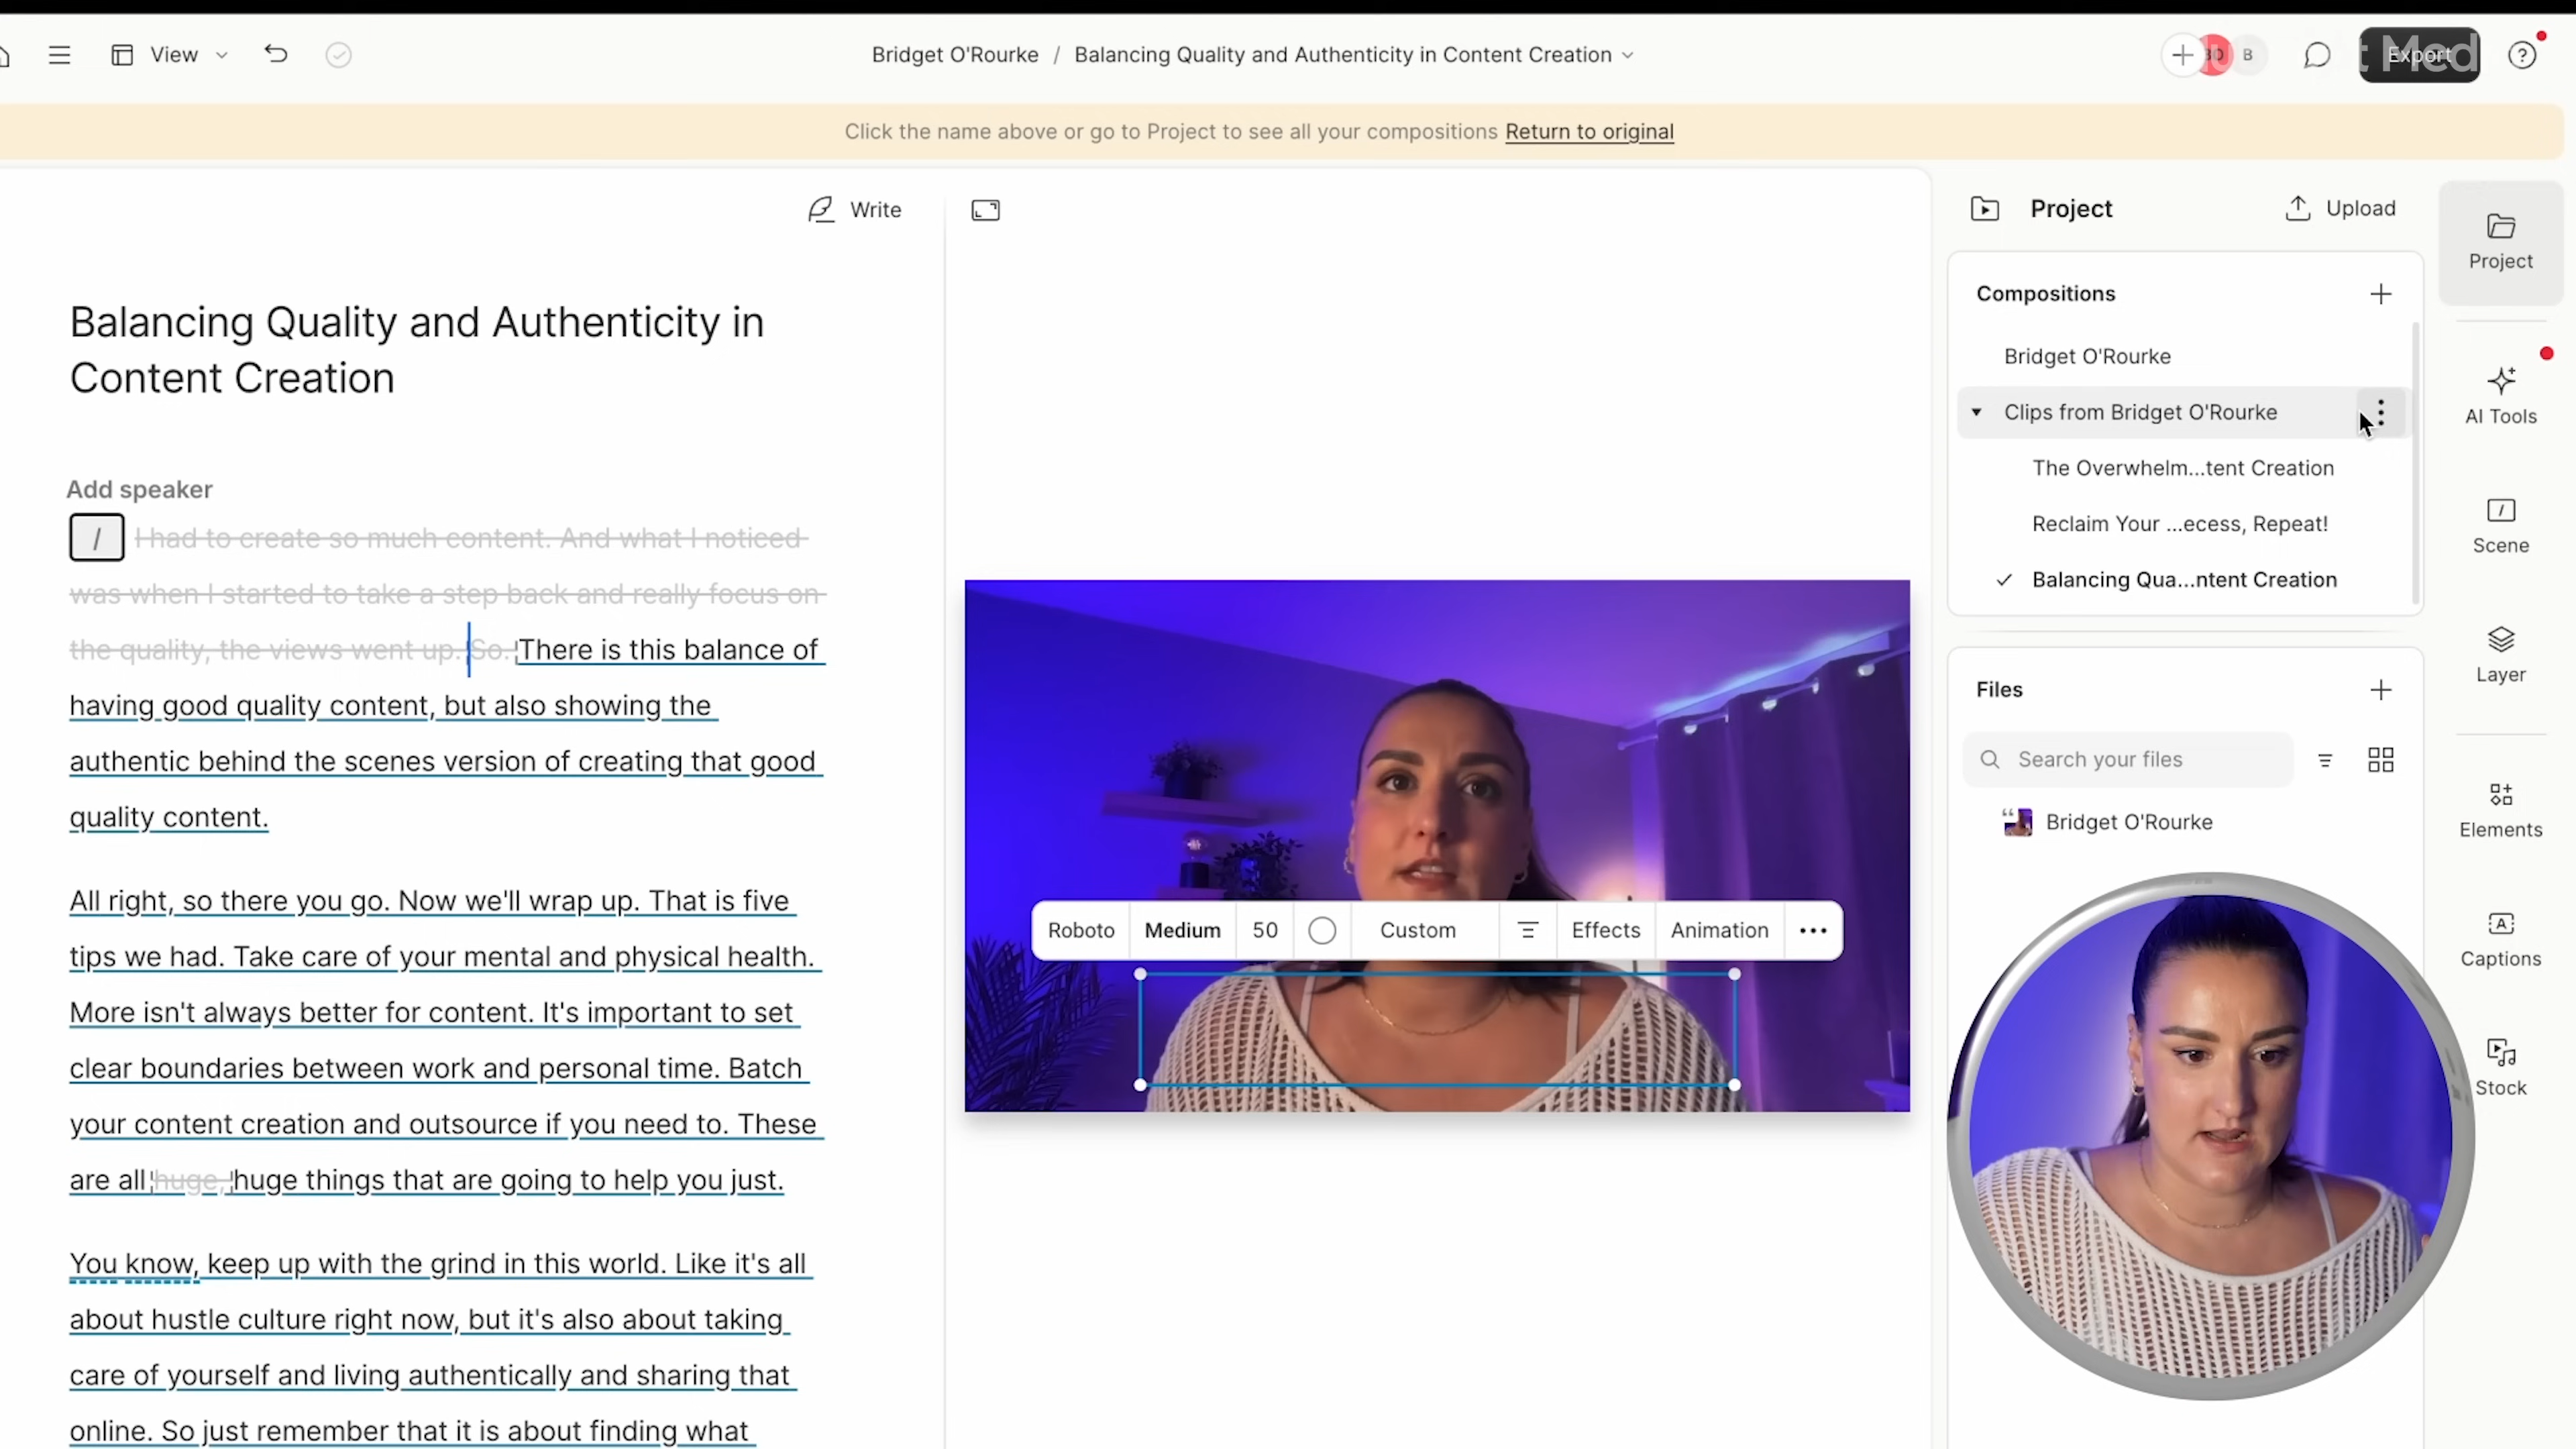 View
Bridget O'Rourke / Balancing Quality and Authenticity in Content Creation
B
Export
Click the name above or go to Project to see all your compositions Return to original
Write
Balancing Quality and Authenticity in
Content Creation
Add speaker
/ I had to create so much content. And what I noticed
was when I started to take a step back and really focus on
the quality, the views went up. So. There is this balance of
having good quality content, but also showing the
authentic behind the scenes version of creating that good
quality content.
All right, so there you go. Now we'll wrap up. That is five
tips we had. Take care of your mental and physical health.
More isn't always better for content. It's important to set
clear boundaries between work and personal time. Batch
your content creation and outsource if you need to. These
are all huge, huge things that are going to help you just.
You know, keep up with the grind in this world. Like it's all
about hustle culture right now, but it's also about taking
care of yourself and living authentically and sharing that
online. So just remember that it is about finding what
Roboto Medium 50 Custom Effects Animation
Project
Upload
Compositions
Bridget O'Rourke
Clips from Bridget O'Rourke
The Overwhelm...tent Creation
Reclaim Your ...ecess, Repeat!
Balancing Qua...ntent Creation
Files
Search your files
Bridget O'Rourke
Project
AI Tools
Scene
Layer
Elements
Captions
Stock